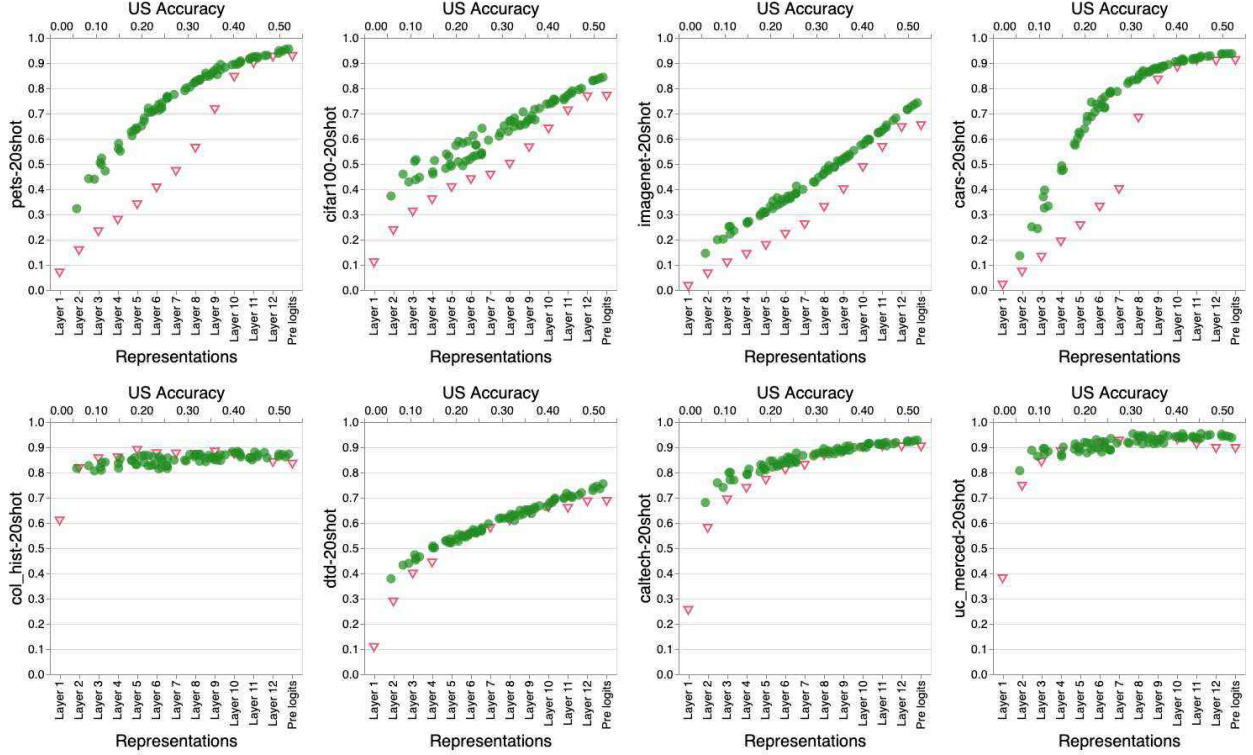 US Accuracy
0.00 0.10 0.20 0.30 0.40 0.50
pets-20shot
1.0
0.9
0.8
0.7
0.6
0.5
0.4
0.3
0.2
0.1
0.0
Layer 1
Layer 2
Layer 3
Layer 4
Layer 5
Layer 6
Layer 7
Layer 8
Layer 9
Layer 10
Layer 11
Layer 12
Pre logits
Representations
US Accuracy
0.00 0.10 0.20 0.30 0.40 0.50
cifar100-20shot
1.0
0.9
0.8
0.7
0.6
0.5
0.4
0.3
0.2
0.1
0.0
Layer 1
Layer 2
Layer 3
Layer 4
Layer 5
Layer 6
Layer 7
Layer 8
Layer 9
Layer 10
Layer 11
Layer 12
Pre logits
Representations
US Accuracy
0.00 0.10 0.20 0.30 0.40 0.50
imagenet-20shot
1.0
0.9
0.8
0.7
0.6
0.5
0.4
0.3
0.2
0.1
0.0
Layer 1
Layer 2
Layer 3
Layer 4
Layer 5
Layer 6
Layer 7
Layer 8
Layer 9
Layer 10
Layer 11
Layer 12
Pre logits
Representations
US Accuracy
0.00 0.10 0.20 0.30 0.40 0.50
cars-20shot
1.0
0.9
0.8
0.7
0.6
0.5
0.4
0.3
0.2
0.1
0.0
Layer 1
Layer 2
Layer 3
Layer 4
Layer 5
Layer 6
Layer 7
Layer 8
Layer 9
Layer 10
Layer 11
Layer 12
Pre logits
Representations
US Accuracy
0.00 0.10 0.20 0.30 0.40 0.50
col_hist-20shot
1.0
0.9
0.8
0.7
0.6
0.5
0.4
0.3
0.2
0.1
0.0
Layer 1
Layer 2
Layer 3
Layer 4
Layer 5
Layer 6
Layer 7
Layer 8
Layer 9
Layer 10
Layer 11
Layer 12
Pre logits
Representations
US Accuracy
0.00 0.10 0.20 0.30 0.40 0.50
dtd-20shot
1.0
0.9
0.8
0.7
0.6
0.5
0.4
0.3
0.2
0.1
0.0
Layer 1
Layer 2
Layer 3
Layer 4
Layer 5
Layer 6
Layer 7
Layer 8
Layer 9
Layer 10
Layer 11
Layer 12
Pre logits
Representations
US Accuracy
0.00 0.10 0.20 0.30 0.40 0.50
caltech-20shot
1.0
0.9
0.8
0.7
0.6
0.5
0.4
0.3
0.2
0.1
0.0
Layer 1
Layer 2
Layer 3
Layer 4
Layer 5
Layer 6
Layer 7
Layer 8
Layer 9
Layer 10
Layer 11
Layer 12
Pre logits
Representations
US Accuracy
0.00 0.10 0.20 0.30 0.40 0.50
uc_merced-20shot
1.0
0.9
0.8
0.7
0.6
0.5
0.4
0.3
0.2
0.1
0.0
Layer 1
Layer 2
Layer 3
Layer 4
Layer 5
Layer 6
Layer 7
Layer 8
Layer 9
Layer 10
Layer 11
Layer 12
Pre logits
Representations